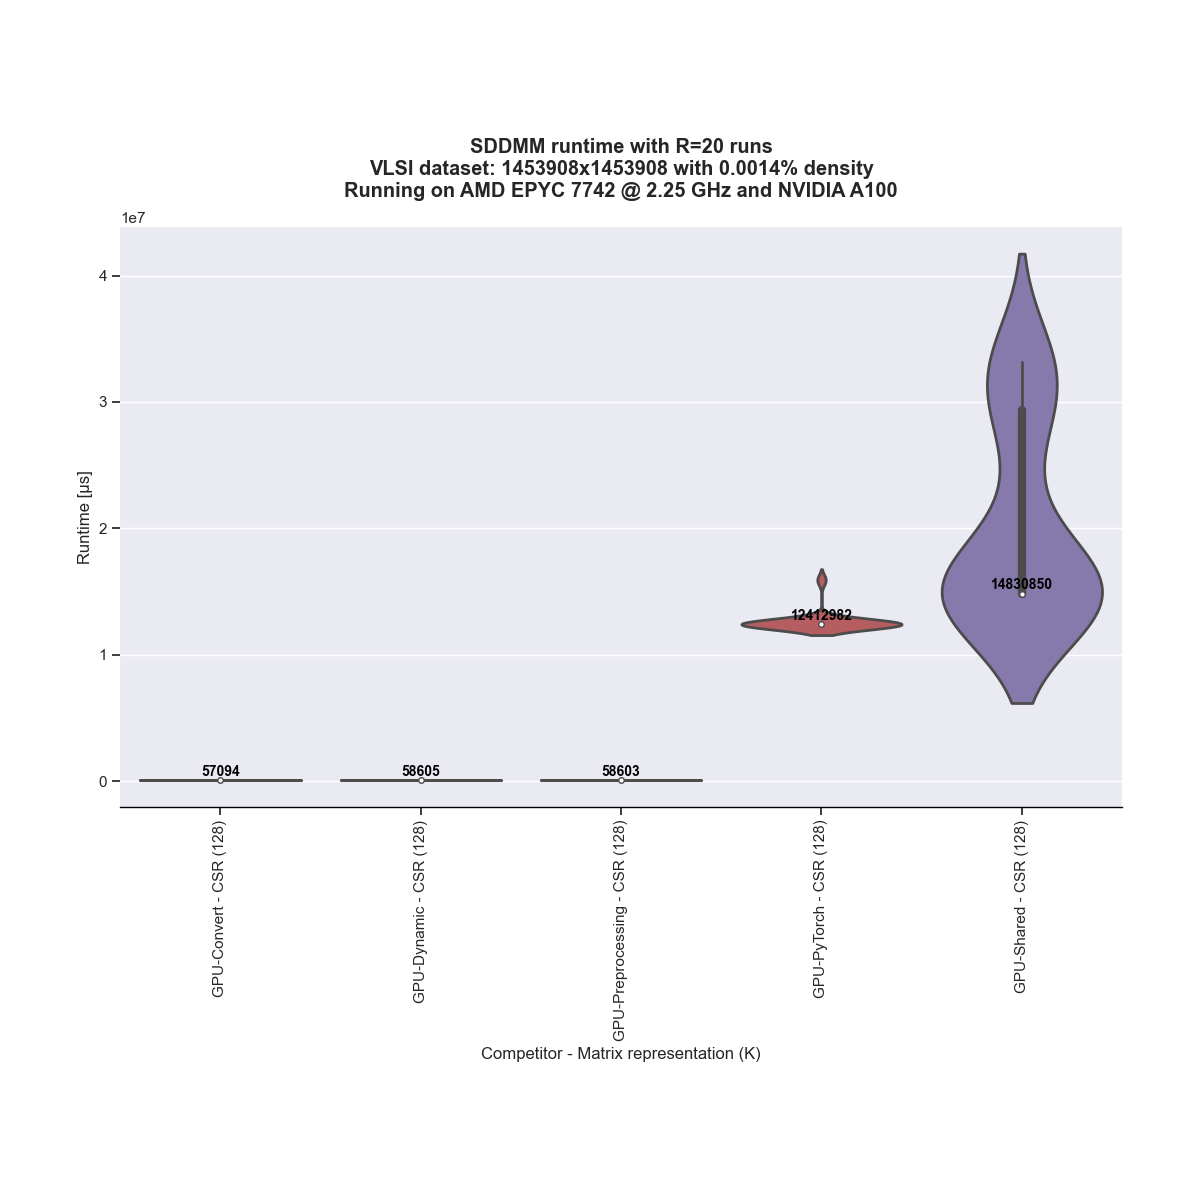 SDDMM runtime with R=20 runs
VLSI dataset: 1453908x1453908 with 0.0014% density
Running on AMD EPYC 7742 @ 2.25 GHz and NVIDIA A100
1e7
4
3
2
1
0
Runtime [μs]
57094
58605
58603
12412982
14830850
GPU-Convert - CSR (128)
GPU-Dynamic - CSR (128)
GPU-Preprocessing - CSR (128)
GPU-PyTorch - CSR (128)
GPU-Shared - CSR (128)
Competitor - Matrix representation (K)